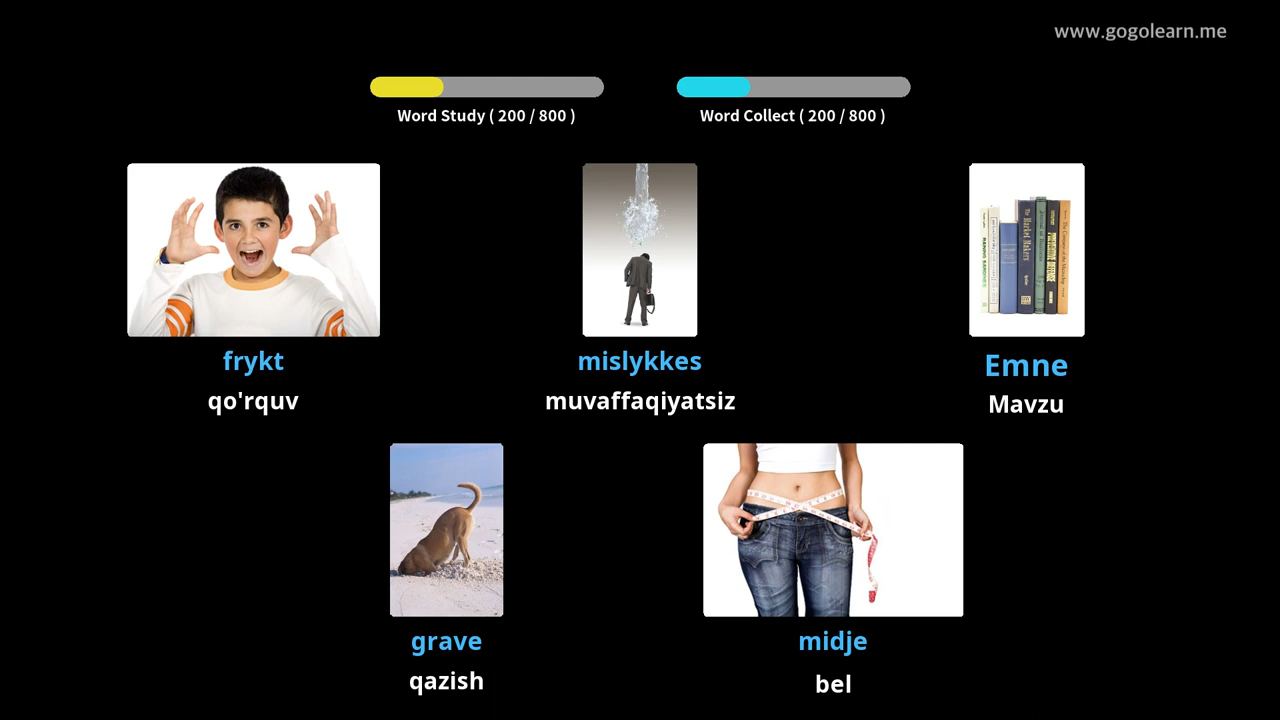 www.gogolearn.me
Word Study ( 200 / 800 )
Word Collect ( 200 / 800 )
frykt
mislykkes
Emne
qo'rquv
muvaffaqiyatsiz
Mavzu
grave
midje
qazish
bel